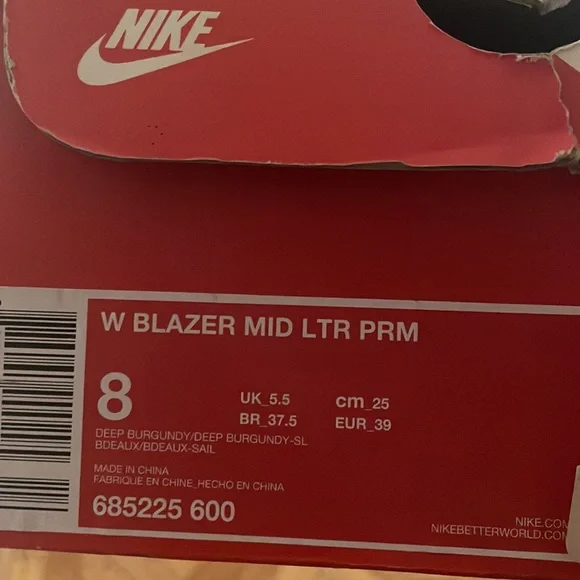 NIKE
W BLAZER MID LTR PRM
8
UK_5.5 cm_25
BR_37.5 EUR_39
DEEP BURGUNDY/DEEP BURGUNDY-SL
BDEAUX/BDEAUX-SAIL
MADE IN CHINA
FABRIQUE EN CHINE_HECHO EN CHINA
685225 600
NIKE.COM
NIKEBETTERWORLD.COM